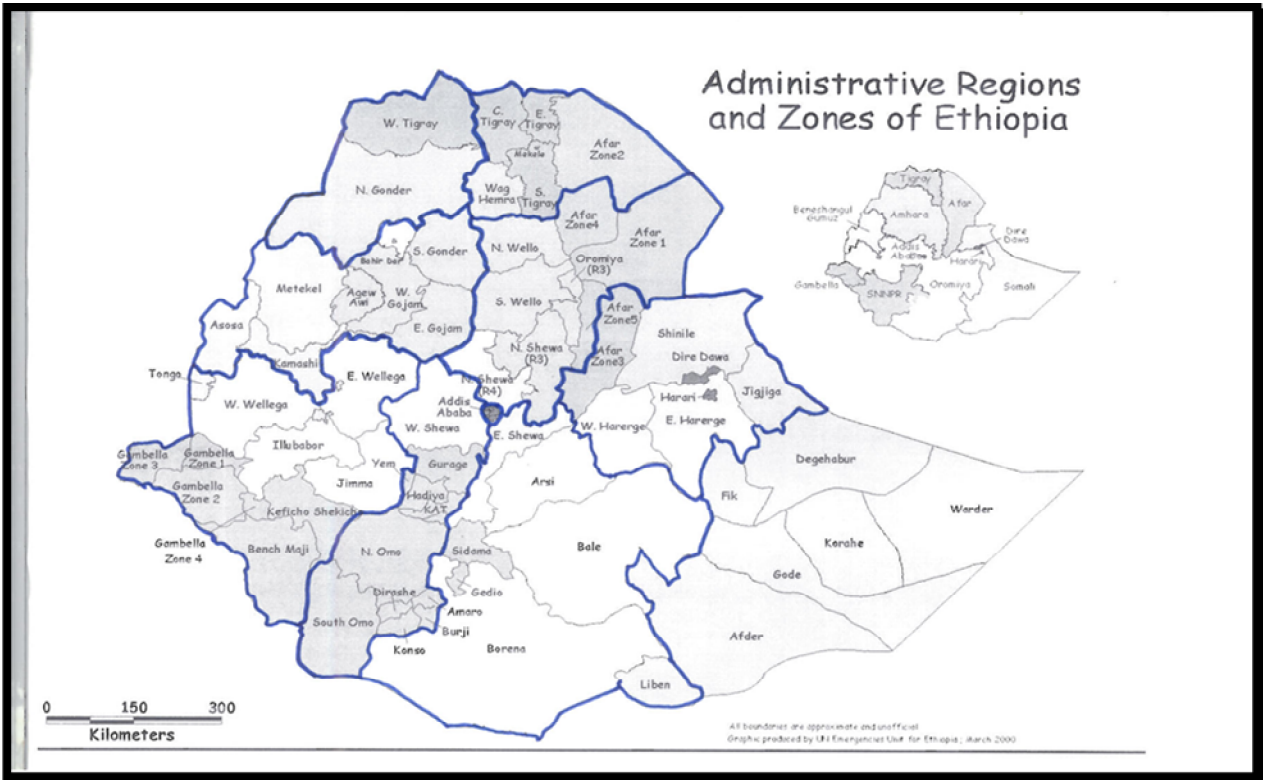 Administrative Regions
and Zones of Ethiopia
W. Tigray
C.
Tigray
E.
Tigray
Mekele
Afar
Zone2
N. Gonder
Wag
Hemra
S.
Tigray
Afar
Zone4
Afar
Zone 1
S. Gonder
Bahir Dar
N. Wello
Oromiya
(R3)
Metekel
Agew
Awi
W.
Gojam
S. Wello
E. Gojam
Afar
Zone5
Asosa
Shinile
N. Shewa
(R3)
Afar
Zone3
Dire Dawa
Kamashi
Tonga
E. Wellega
N. Shewa
(R4)
Jigjiga
Harari
W. Wellega
Addis
Ababa
W. Shewa
E. Shewa
W. Harerge
E. Harerge
Illubabor
Gambella
Zone 3
Gambella
Zone 1
Yem
Gurage
Degehabur
Gambella
Zone 2
Jimma
Hadiya
KAT
Arsi
Fik
Warder
Keficho Shekicho
Gambella
Zone 4
Bench Maji
N. Omo
Sidama
Bale
Korahe
Gode
Gedio
Dirashe
Amaro
South Omo
Burji
Konso
Borena
Afder
Liben
Tigray
Afar
Beneshangul
Gumuz
Amhara
Dire
Dawa
Addis
Ababa
Harari
Gambella
SNNPR
Oromiya
Somali
0 150 300
Kilometers
All boundaries are approximate and unofficial
Graphic produced by UN Emergencies Unit for Ethiopia; March 2000